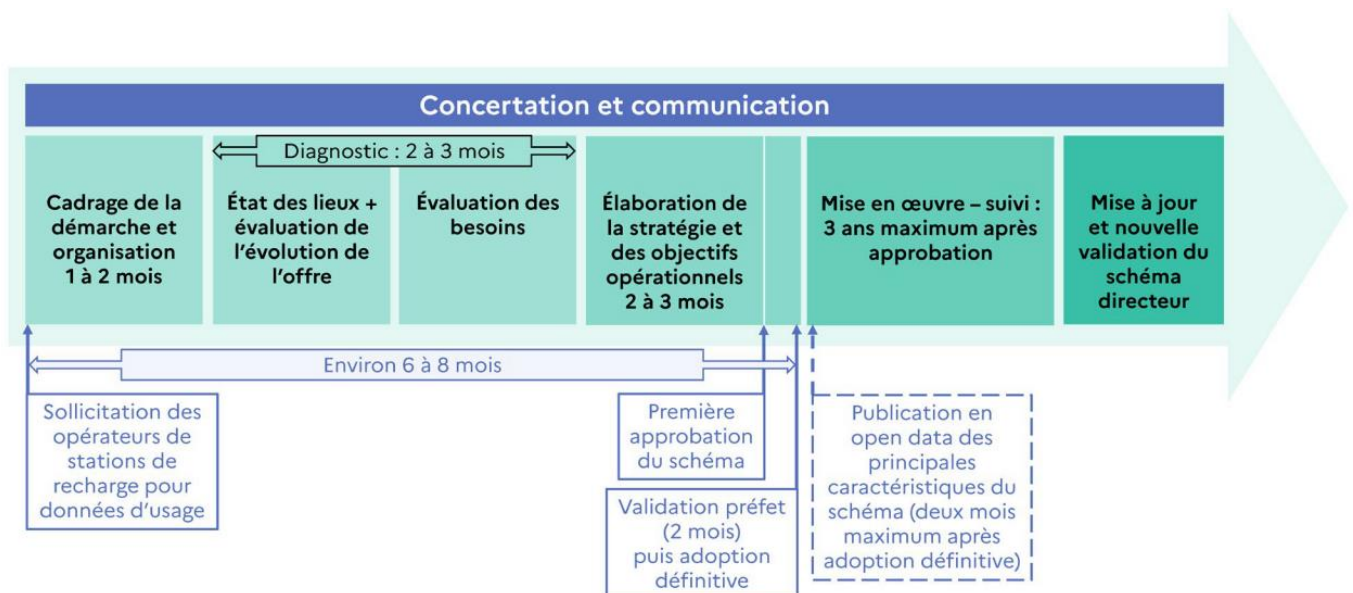 Concertation et communication
Diagnostic : 2 à 3 mois
Cadrage de la
démarche et
organisation
1 à 2 mois
État des lieux +
évaluation de
l'évolution de
l'offre
Évaluation des
besoins
Élaboration de
la stratégie et
des objectifs
opérationnels
2 à 3 mois
Mise en œuvre – suivi :
3 ans maximum après
approbation
Mise à jour
et nouvelle
validation du
schéma
directeur
Environ 6 à 8 mois
Sollicitation des
opérateurs de
stations de
recharge pour
données d'usage
Première
approbation
du schéma
Validation préfet
(2 mois)
puis adoption
définitive
Publication en
open data des
principales
caractéristiques du
schéma (deux mois
maximum après
adoption définitive)